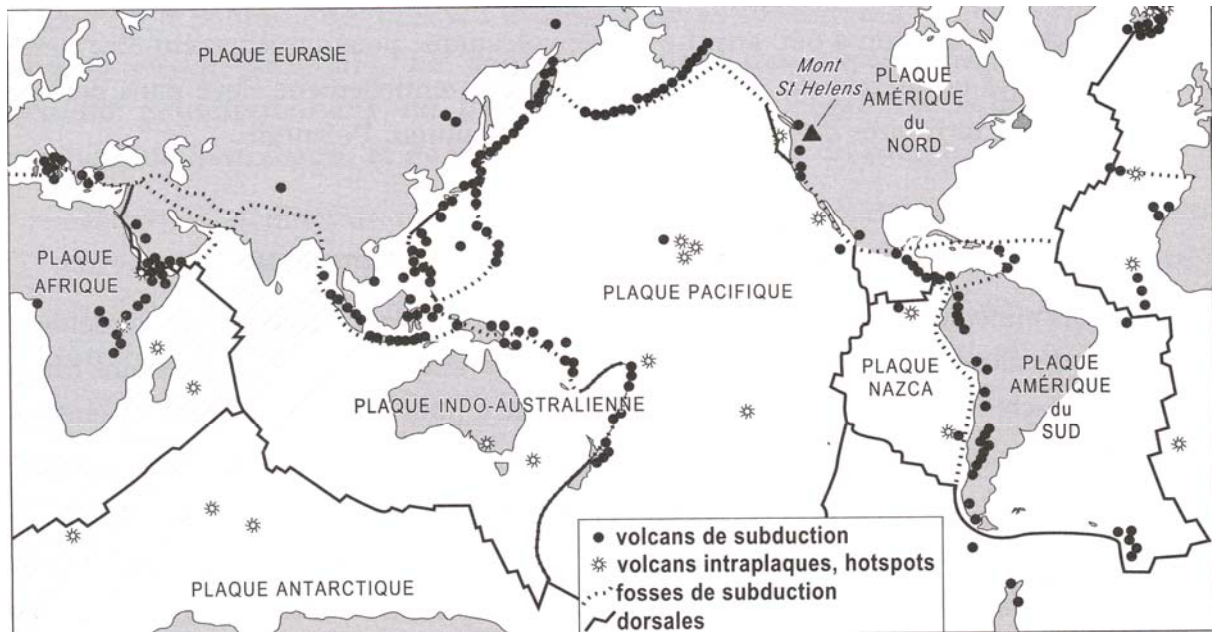 PLAQUE EURASIE
Mont
St Helens
PLAQUE
AMÉRIQUE
du
NORD
PLAQUE
AFRIQUE
PLAQUE PACIFIQUE
PLAQUE
NAZCA
PLAQUE
AMÉRIQUE
du
SUD
PLAQUE INDO-AUSTRALIENNE
PLAQUE ANTARCTIQUE
volcans de subduction
volcans intraplaques, hotspots
fosses de subduction
dorsales